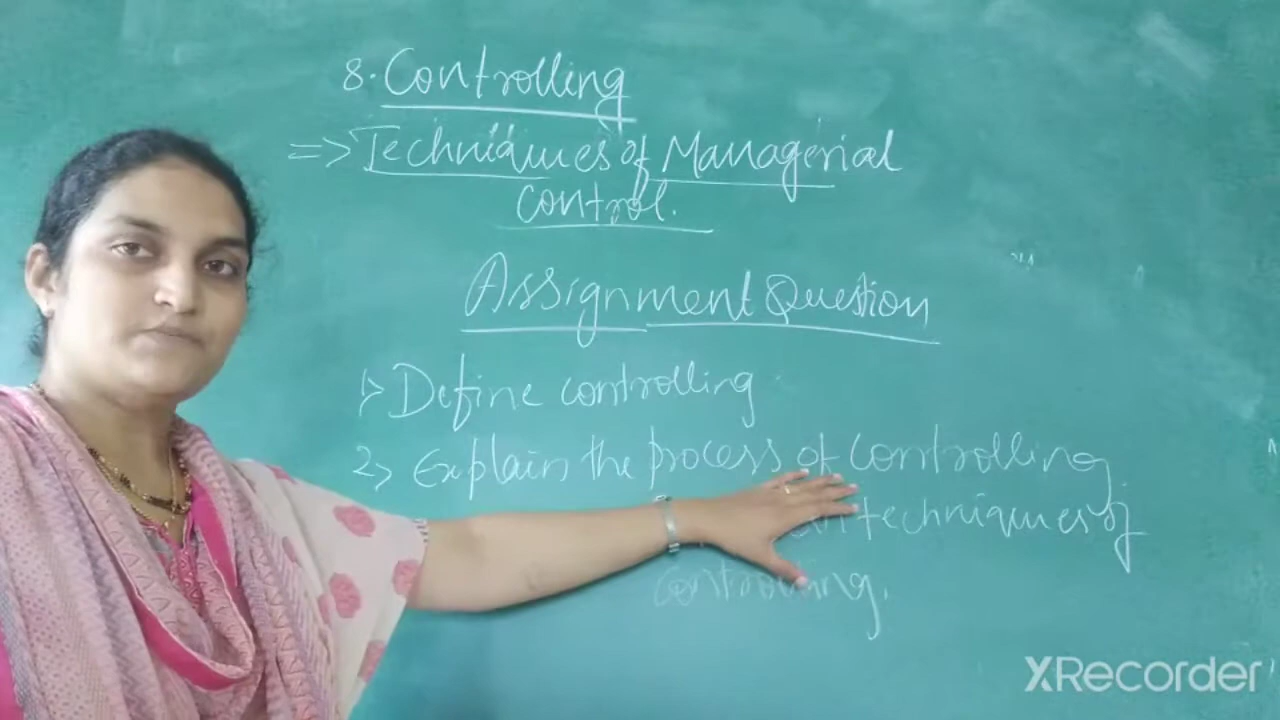 8. Controlling
=> Techniques of Managerial
control.
Assignment Question
1> Define controlling
2> Explain the process of controlling
techniques of
controlling.
XRecorder